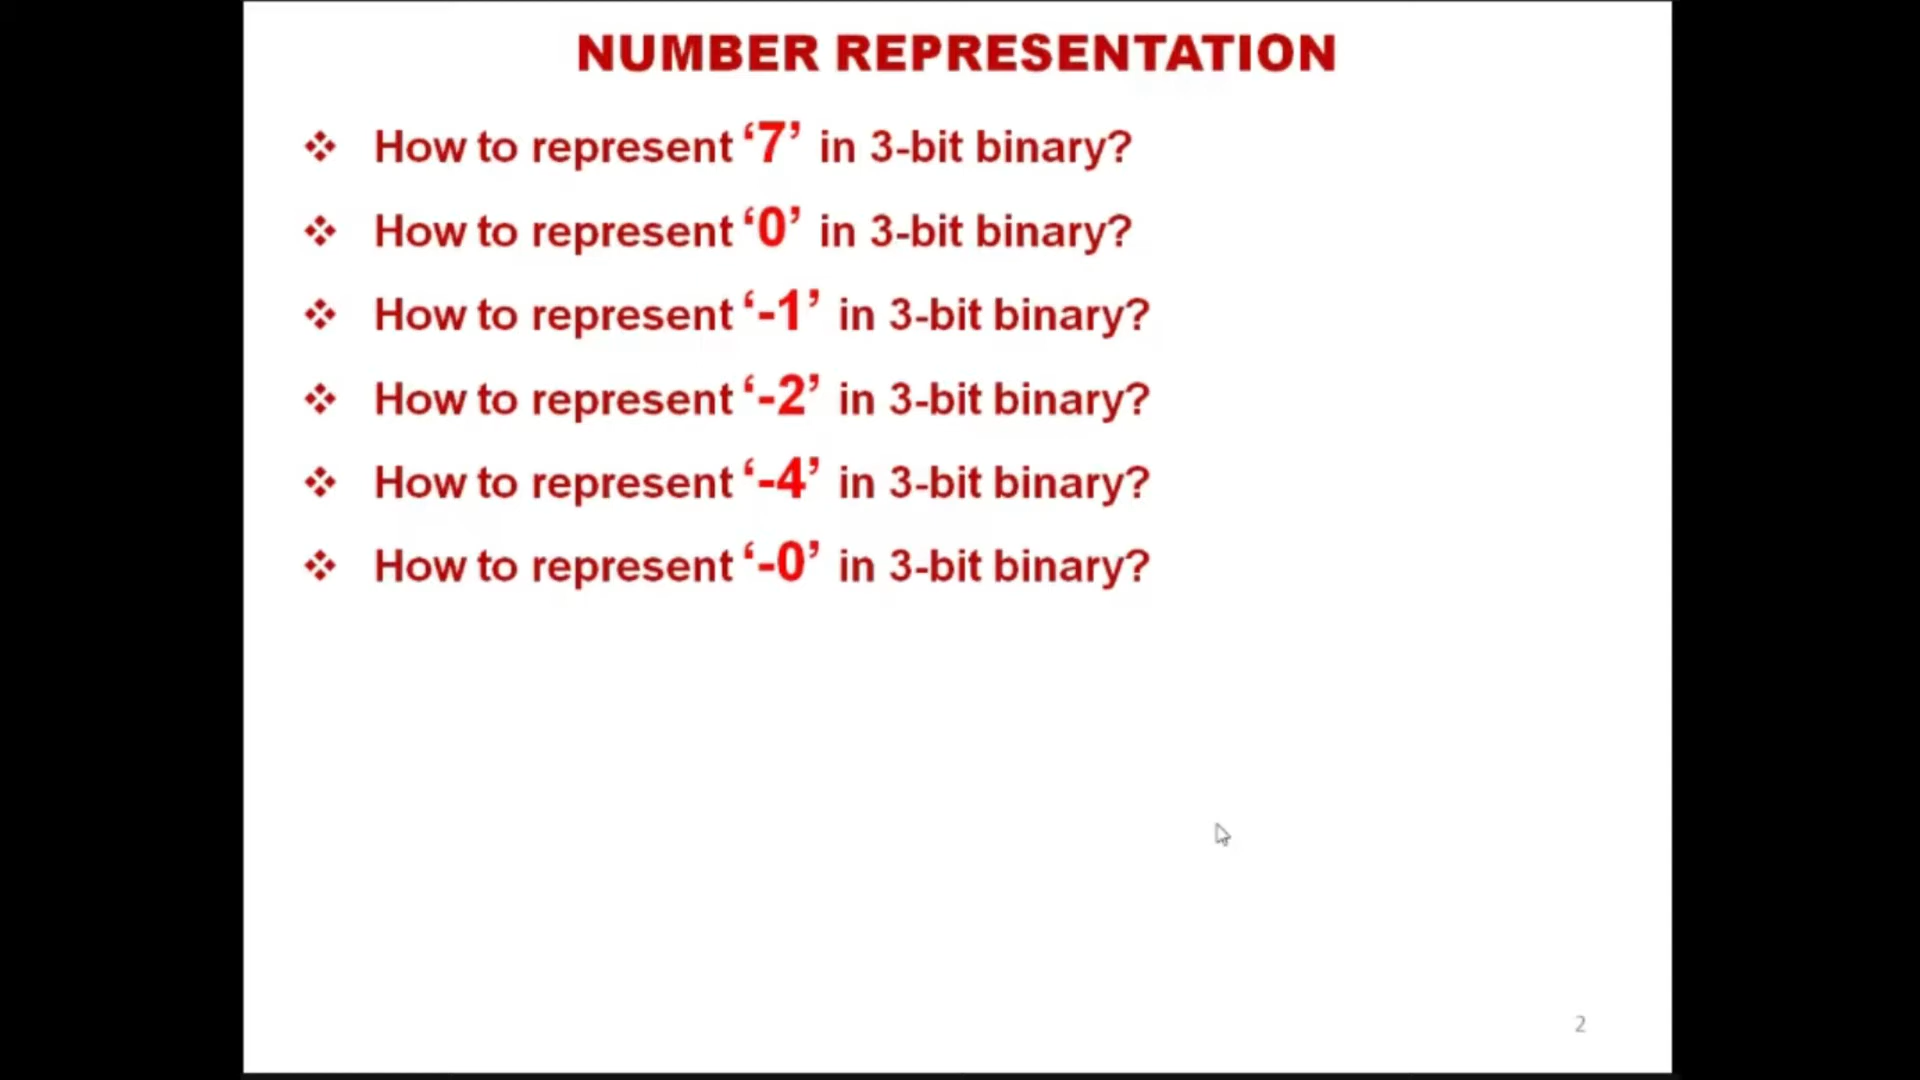 NUMBER REPRESENTATION
❖ How to represent ‘7’ in 3-bit binary?
❖ How to represent ‘0’ in 3-bit binary?
❖ How to represent ‘-1’ in 3-bit binary?
❖ How to represent ‘-2’ in 3-bit binary?
❖ How to represent ‘-4’ in 3-bit binary?
❖ How to represent ‘-0’ in 3-bit binary?
2